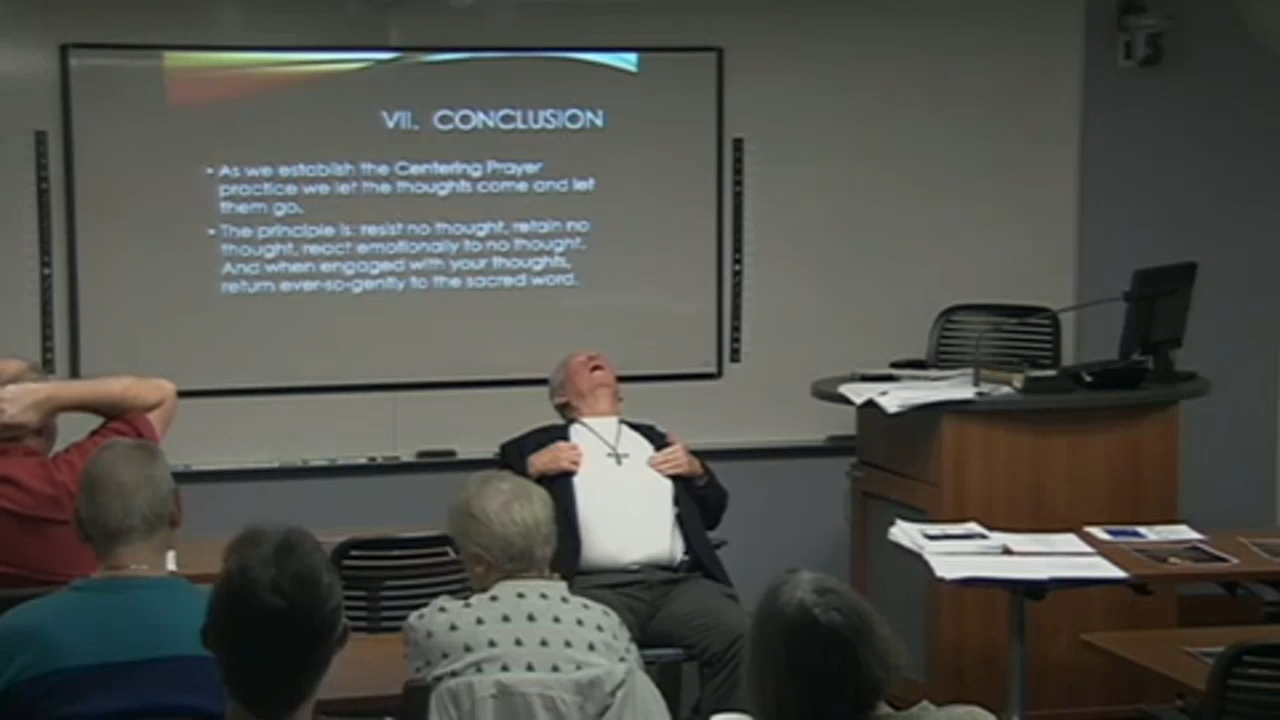 VII. CONCLUSION
• As we establish the Centering Prayer
practice we let the thoughts come and let
them go.
• The principle is: resist no thought, retain no
thought, react emotionally to no thought.
And when engaged with your thoughts,
return ever-so-gently to the sacred word.